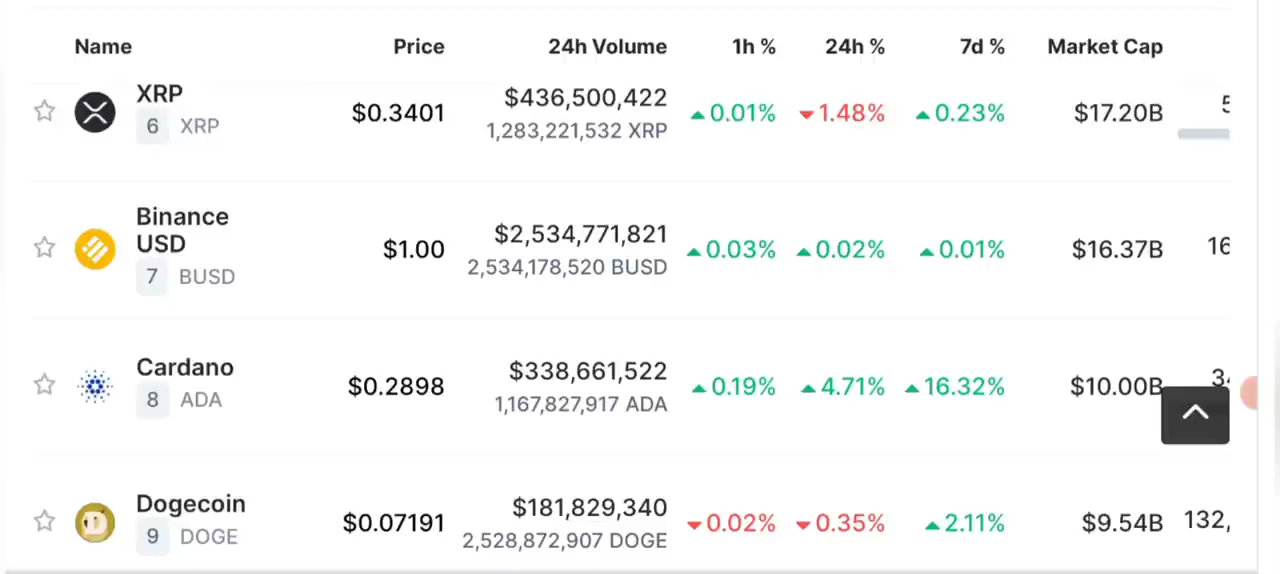 Name Price 24h Volume 1h % 24h % 7d % Market Cap
XRP $436,500,422
$0.3401 0.01% 1.48% 0.23% $17.20B
6 XRP 1,283,221,532 XRP
Binance
USD $2,534,771,821
$1.00 0.03% 0.02% 0.01% $16.37B 16
7 BUSD 2,534,178,520 BUSD
Cardano $338,661,522
$0.2898 0.19% 4.71% 16.32% $10.00B
8 ADA 1,167,827,917 ADA
Dogecoin $181,829,340
$0.07191 0.02% 0.35% 2.11% $9.54B 132,
9 DOGE 2,528,872,907 DOGE